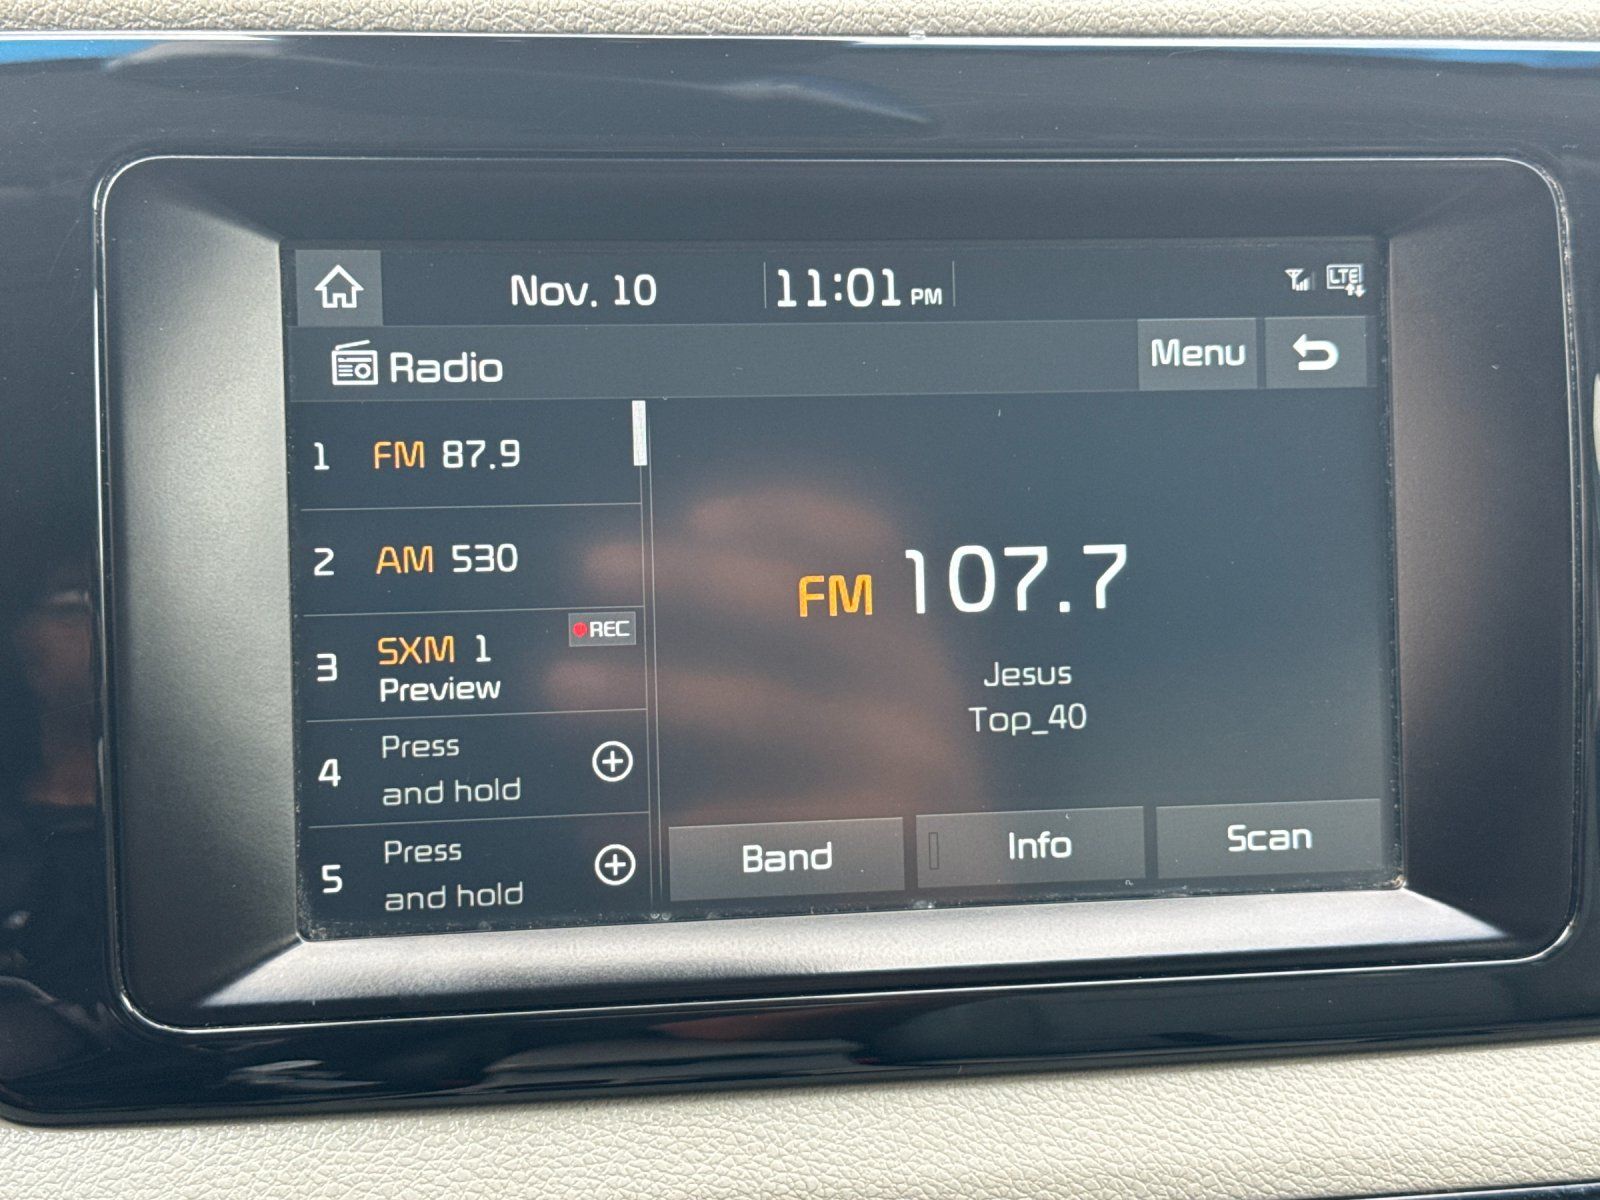 Nov. 10
11:01 PM
LTE
Radio
Menu
1 FM 87.9
2 AM 530
3 SXM 1
REC
Preview
4 Press
and hold
5 Press
and hold
FM 107.7
Jesus
Top_40
Band
Info
Scan